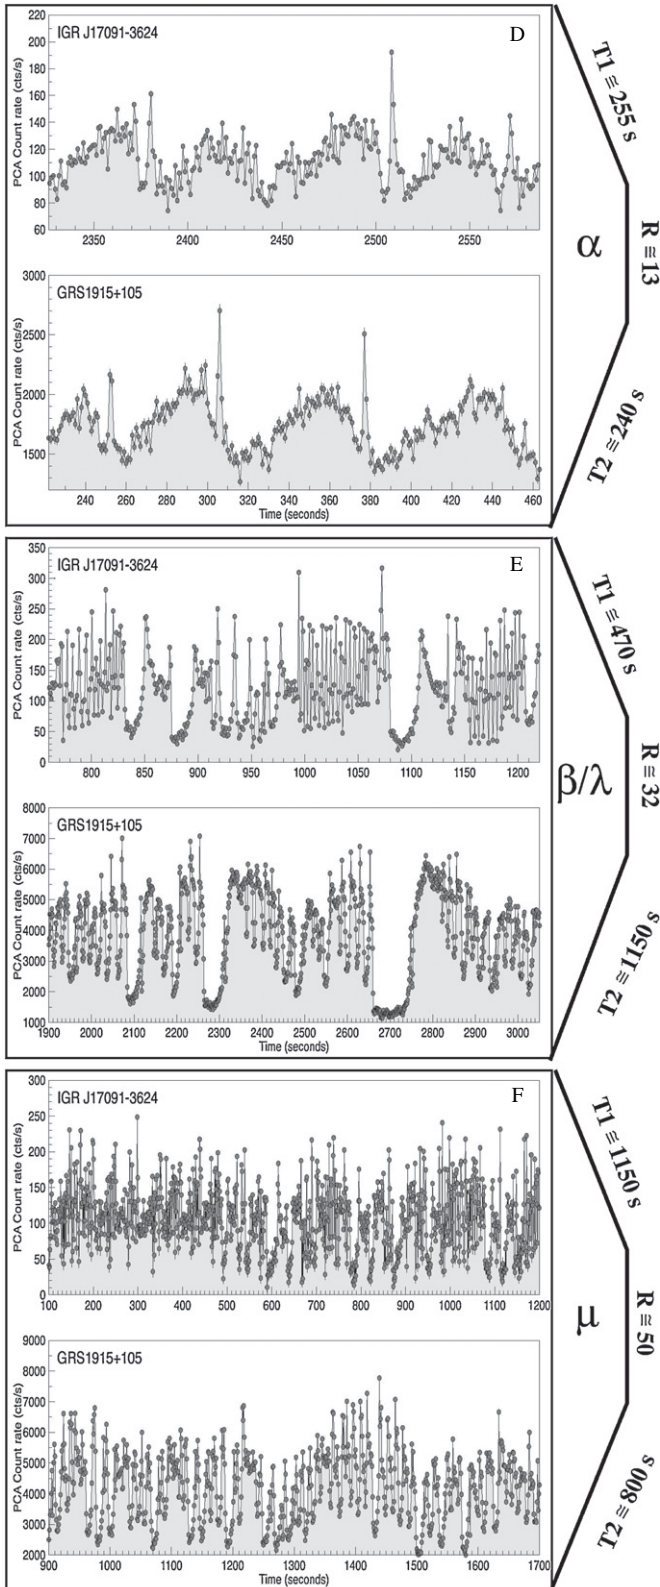 IGR J17091-3624
D
PCA Count rate (cts/s)
220
200
180
160
140
120
100
80
60
2350 2400 2450 2500 2550
GRS1915+105
PCA Count rate (cts/s)
3000
2500
2000
1500
240 260 280 300 320 340 360 380 400 420 440 460
Time (seconds)
T1 ≅ 255 s
α
R ≅ 13
T2 ≅ 240 s
IGR J17091-3624
E
PCA Count rate (cts/s)
350
300
250
200
150
100
50
0
800 850 900 950 1000 1050 1100 1150 1200
GRS1915+105
PCA Count rate (cts/s)
8000
7000
6000
5000
4000
3000
2000
1000
1900 2000 2100 2200 2300 2400 2500 2600 2700 2800 2900 3000
Time (seconds)
T1 ≅ 470 s
β/λ
R ≅ 32
T2 ≅ 1150 s
IGR J17091-3624
F
PCA Count rate (cts/s)
300
250
200
150
100
50
0
100 200 300 400 500 600 700 800 900 1000 1100 1200
GRS1915+105
PCA Count rate (cts/s)
9000
8000
7000
6000
5000
4000
3000
2000
900 1000 1100 1200 1300 1400 1500 1600 1700
Time (seconds)
T1 ≅ 1150 s
μ
R ≅ 50
T2 ≅ 800 s